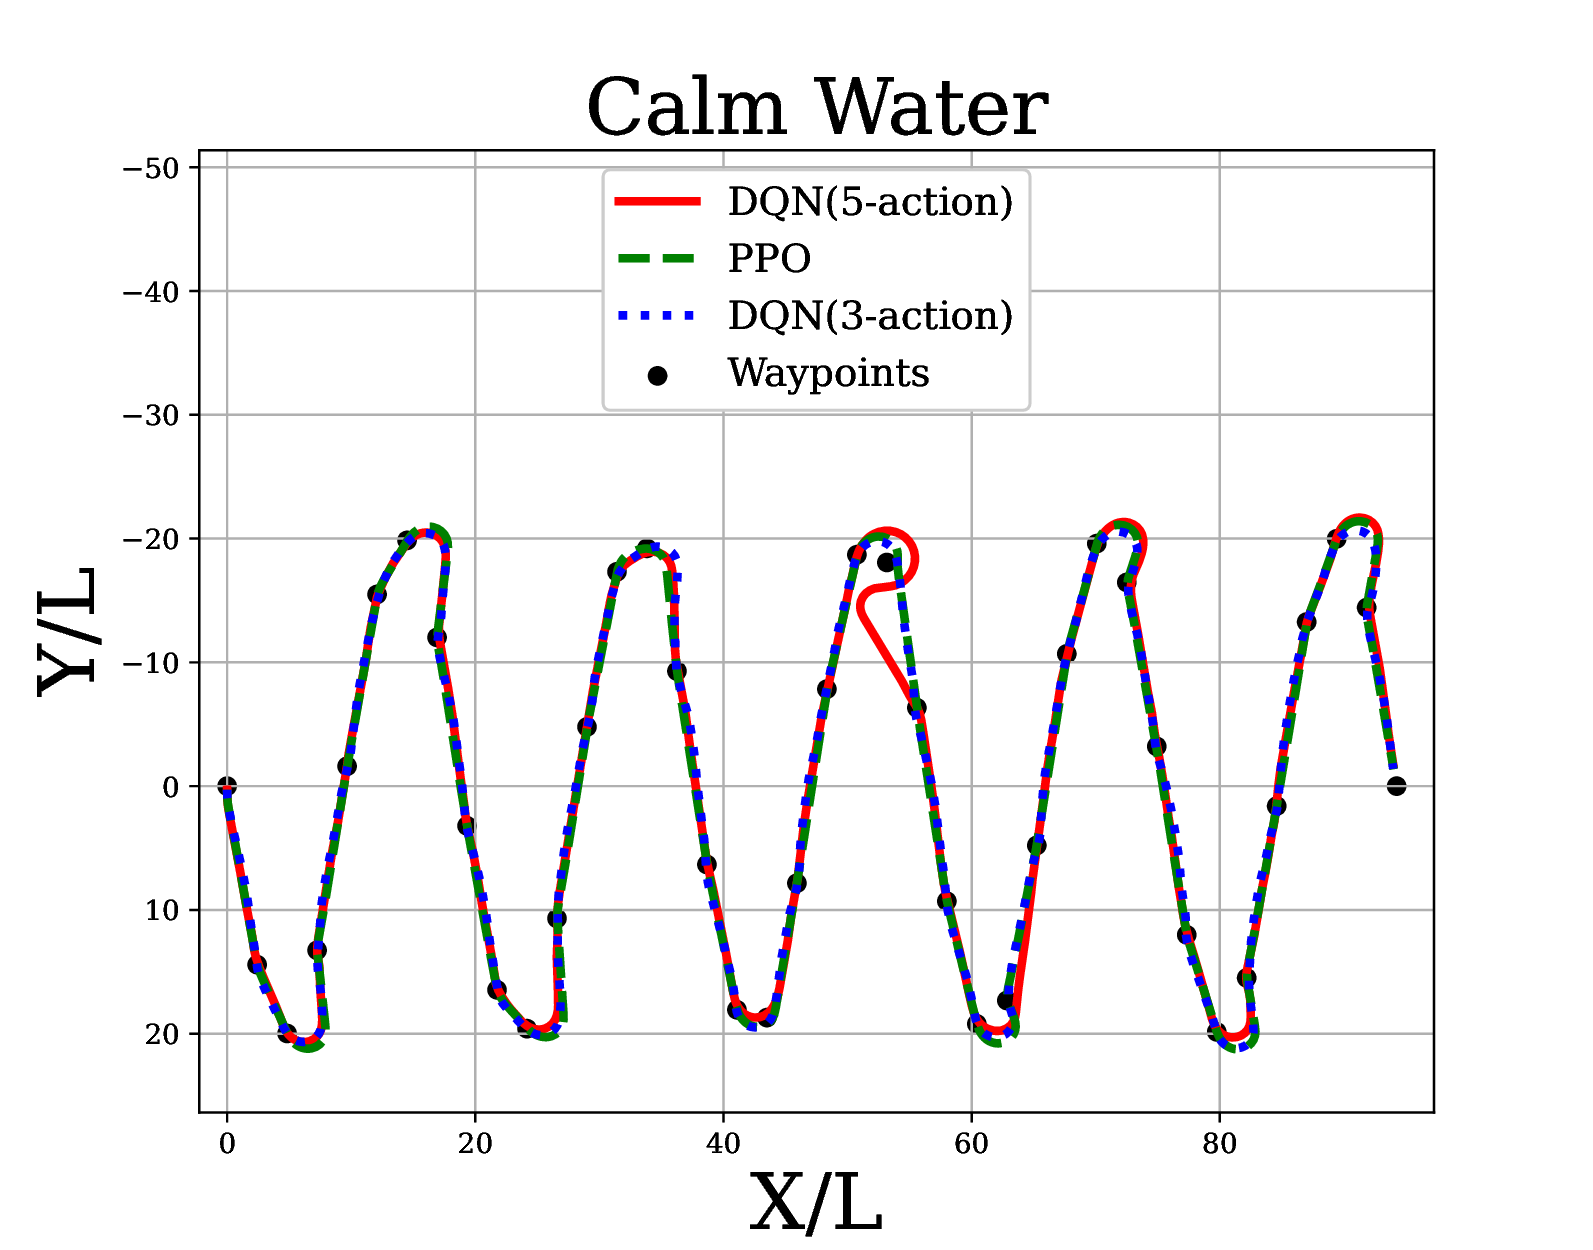 Calm Water
DQN(5-action)
PPO
DQN(3-action)
Waypoints
Y/L
−50
−40
−30
−20
−10
0
10
20
0 20 40 60 80
X/L